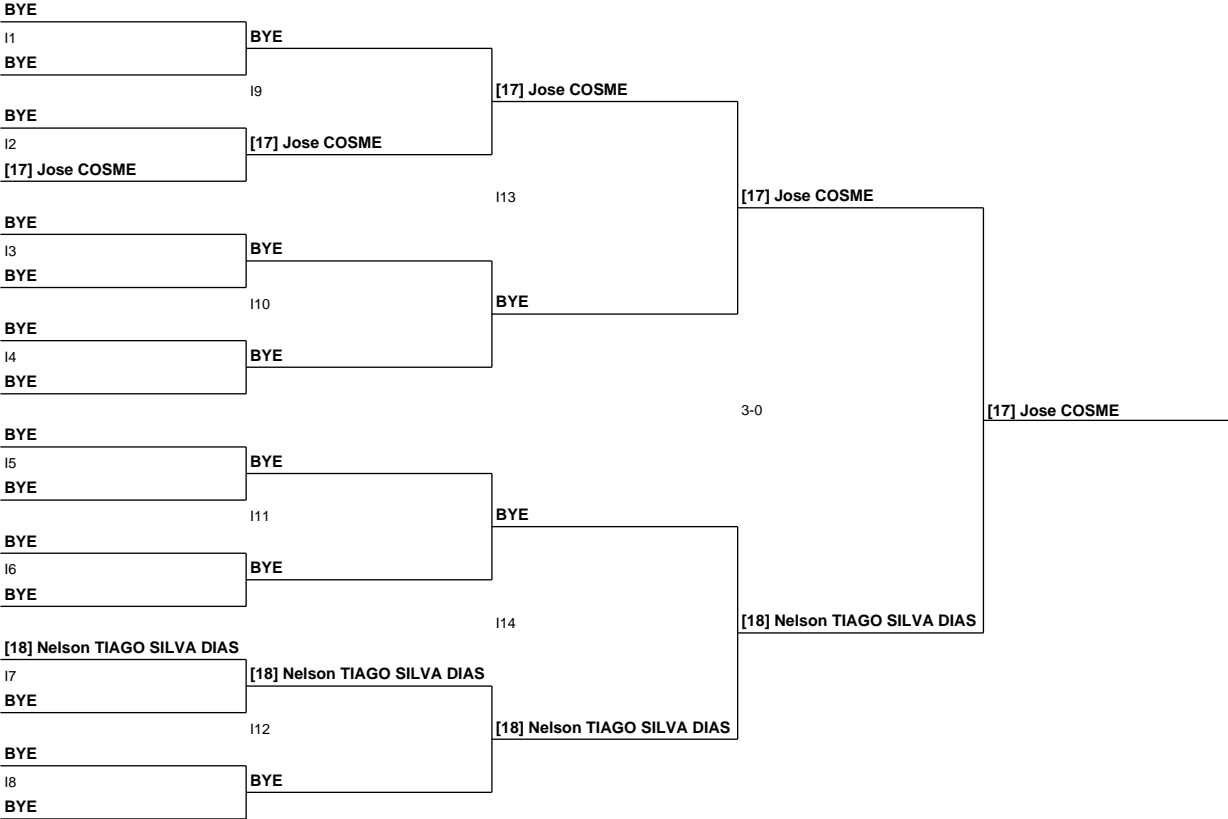 BYE
I1
BYE
BYE
I9
[17] Jose COSME
BYE
I2
[17] Jose COSME
[17] Jose COSME
I13
[17] Jose COSME
BYE
I3
BYE
BYE
I10
BYE
BYE
I4
BYE
BYE
3-0
[17] Jose COSME
BYE
I5
BYE
BYE
I11
BYE
BYE
I6
BYE
BYE
I14
[18] Nelson TIAGO SILVA DIAS
[18] Nelson TIAGO SILVA DIAS
I7
[18] Nelson TIAGO SILVA DIAS
BYE
I12
[18] Nelson TIAGO SILVA DIAS
BYE
I8
BYE
BYE